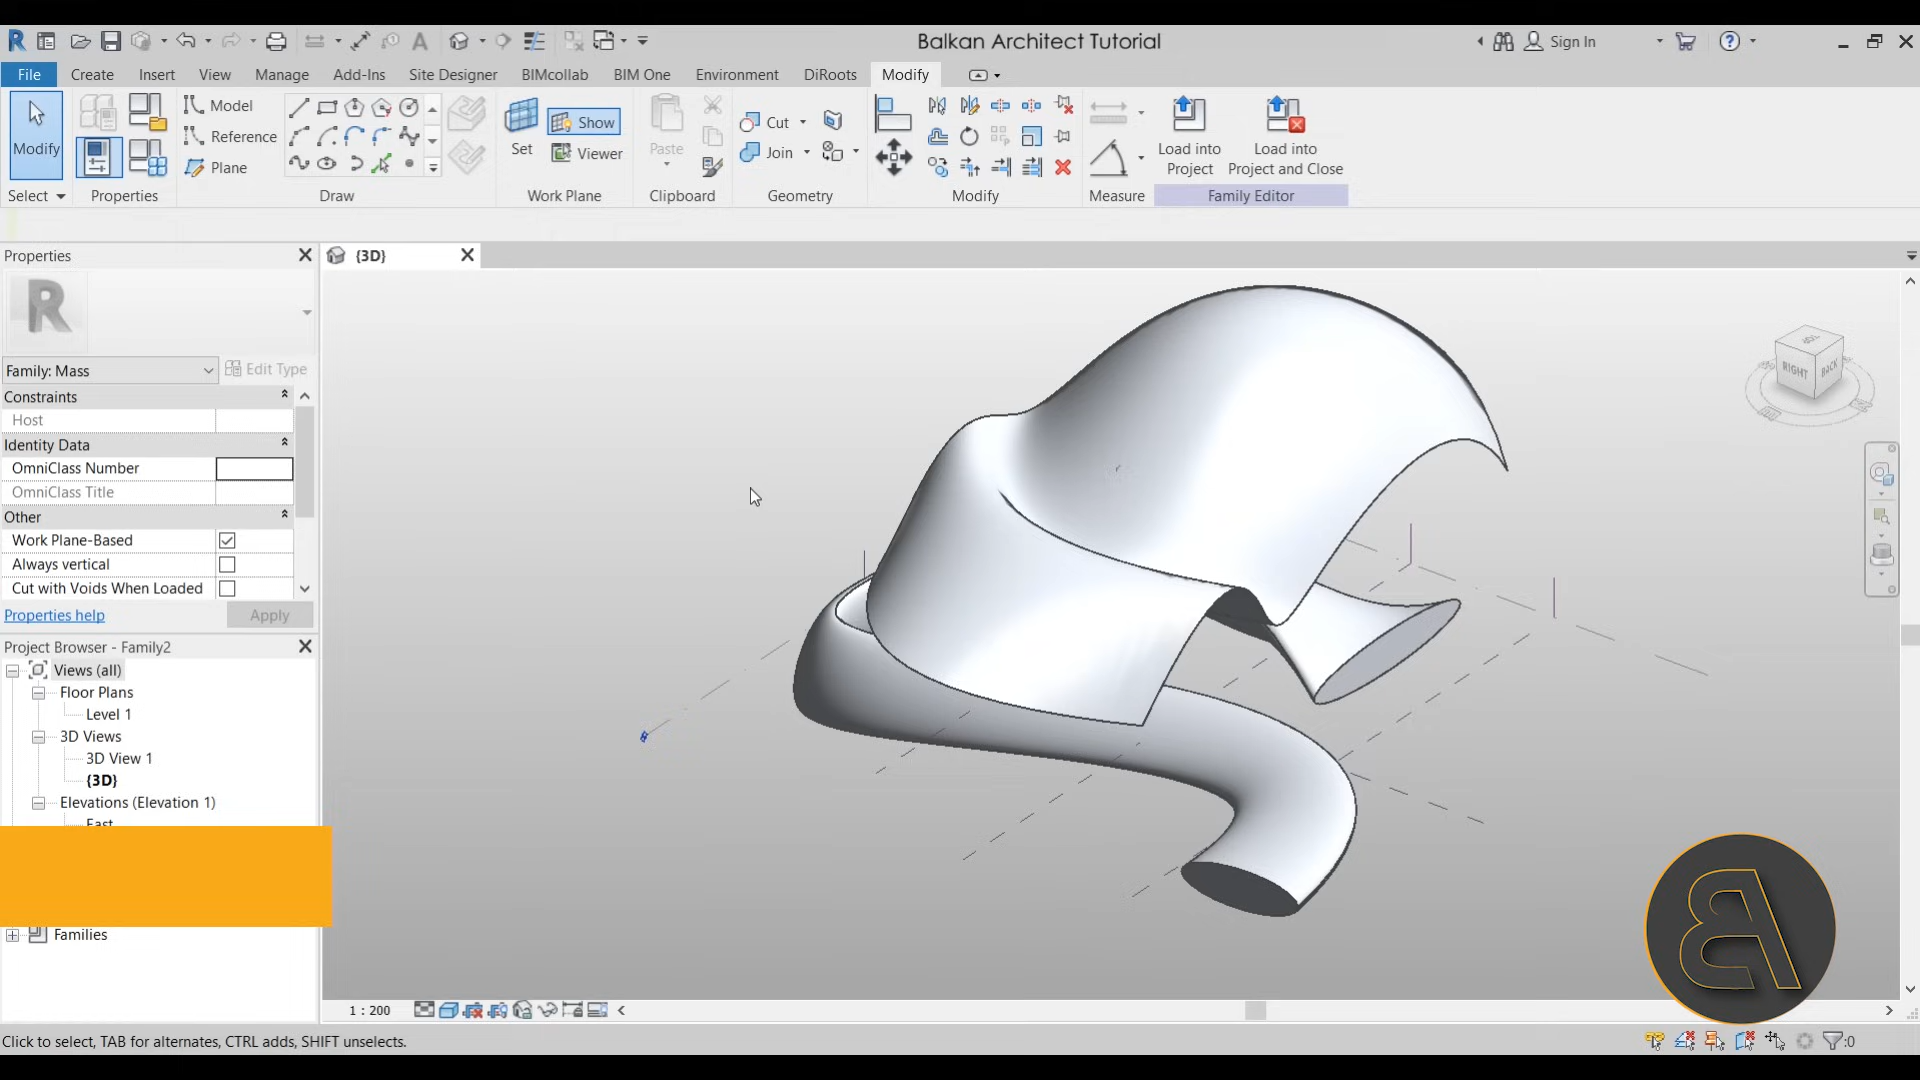 Balkan Architect Tutorial
Sign In
File Create Insert View Manage Add-Ins Site Designer BIMcollab BIM One Environment DiRoots Modify
Model
Reference
Plane
Modify
Set
Show
Viewer
Paste
Cut
Join
Load into
Project
Load into
Project and Close
Select Properties Draw Work Plane Clipboard Geometry Modify Measure Family Editor
Properties
{3D}
R
Family: Mass
Edit Type
Constraints
Host
Identity Data
OmniClass Number
OmniClass Title
Other
Work Plane-Based
Always vertical
Cut with Voids When Loaded
Properties help
Apply
Project Browser - Family2
Views (all)
Floor Plans
Level 1
3D Views
3D View 1
{3D}
Elevations (Elevation 1)
East
Families
TOP
RIGHT
BACK
1 : 200
Click to select, TAB for alternates, CTRL adds, SHIFT unselects.
:0